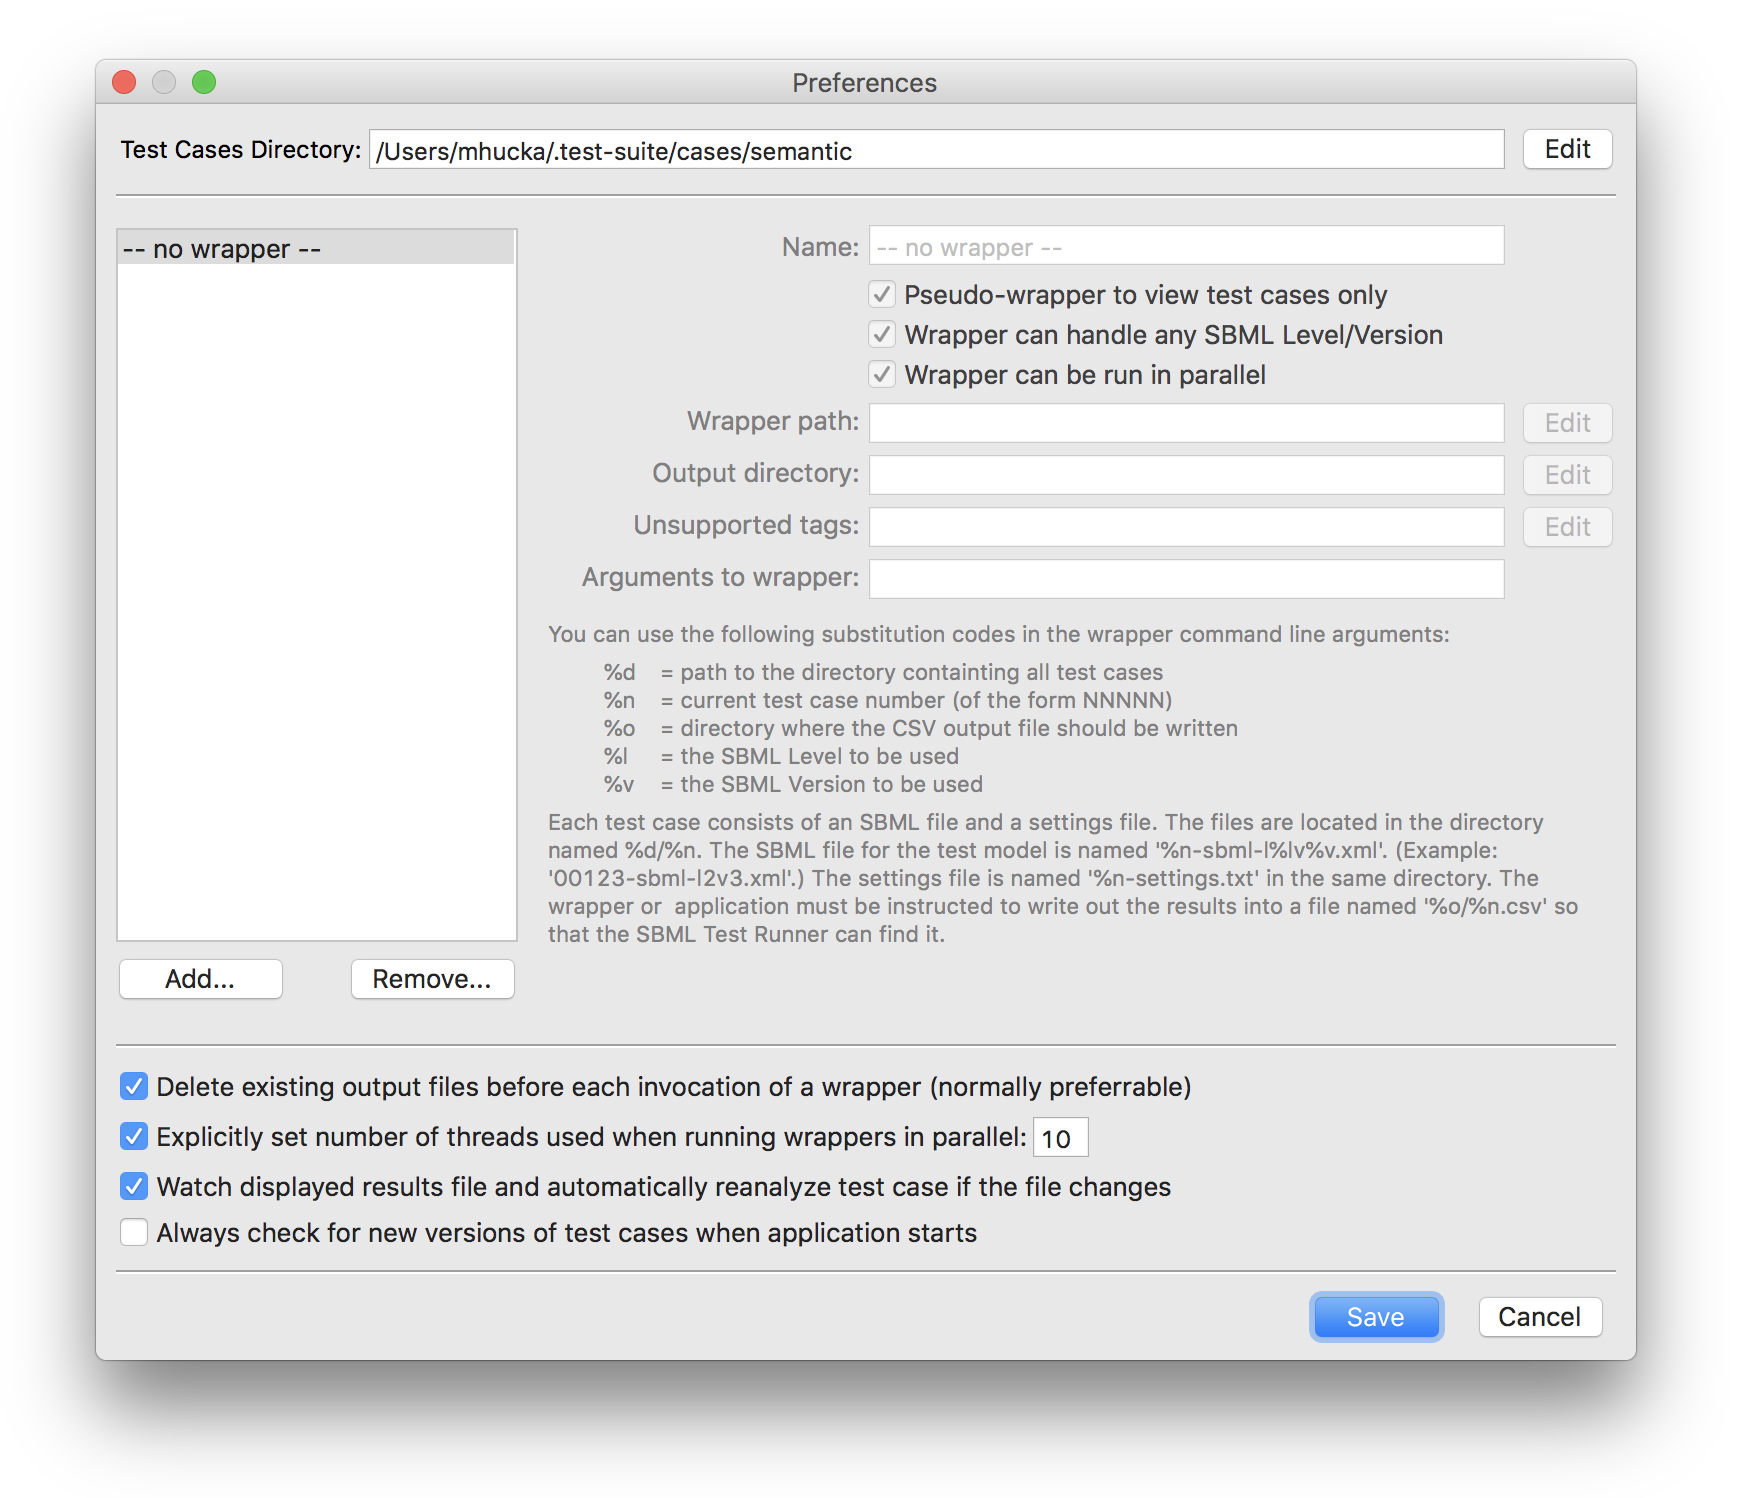 Preferences
Test Cases Directory: /Users/mhucka/.test-suite/cases/semantic Edit
-- no wrapper --
Name: -- no wrapper --
Pseudo-wrapper to view test cases only
Wrapper can handle any SBML Level/Version
Wrapper can be run in parallel
Wrapper path: Edit
Output directory: Edit
Unsupported tags: Edit
Arguments to wrapper:
You can use the following substitution codes in the wrapper command line arguments:
%d = path to the directory containting all test cases
%n = current test case number (of the form NNNNN)
%o = directory where the CSV output file should be written
%l = the SBML Level to be used
%v = the SBML Version to be used
Each test case consists of an SBML file and a settings file. The files are located in the directory
named %d/%n. The SBML file for the test model is named '%n-sbml-l%lv%v.xml'. (Example:
'00123-sbml-l2v3.xml'.) The settings file is named '%n-settings.txt' in the same directory. The
wrapper or  application must be instructed to write out the results into a file named '%o/%n.csv' so
that the SBML Test Runner can find it.
Add... Remove...
Delete existing output files before each invocation of a wrapper (normally preferrable)
Explicitly set number of threads used when running wrappers in parallel: 10
Watch displayed results file and automatically reanalyze test case if the file changes
Always check for new versions of test cases when application starts
Save Cancel